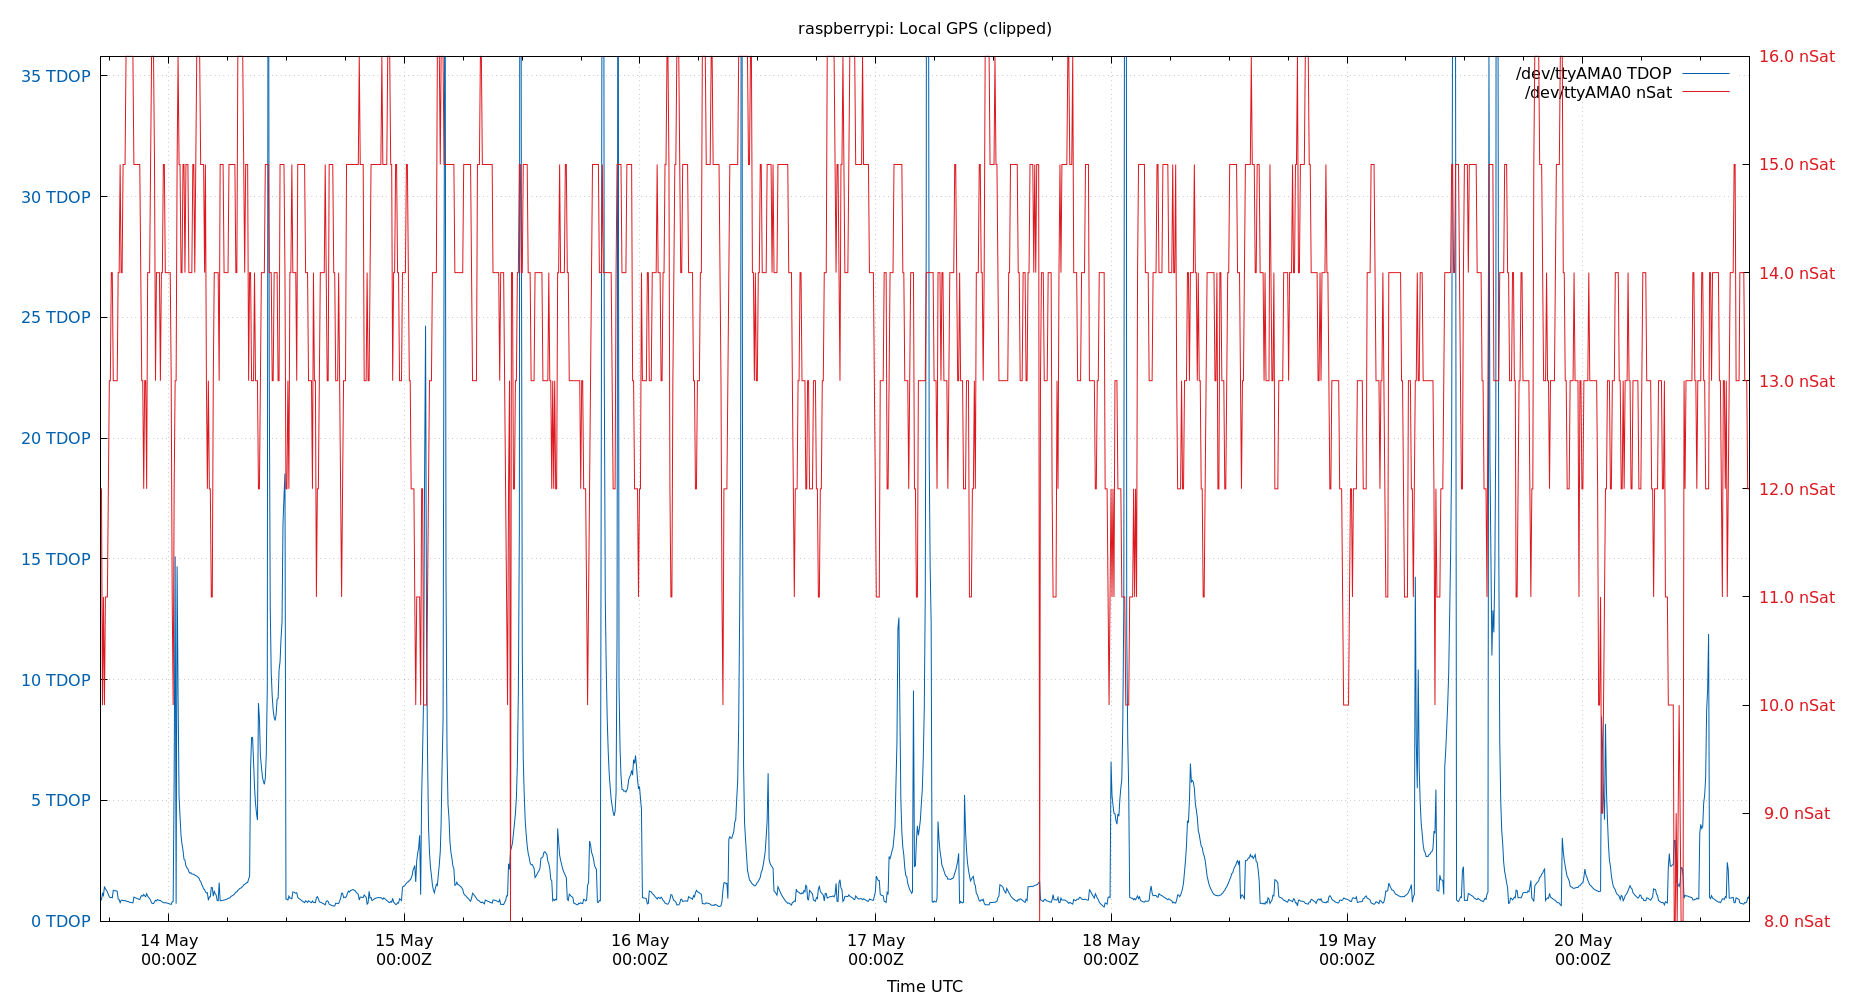 raspberrypi: Local GPS (clipped)
/dev/ttyAMA0 TDOP
/dev/ttyAMA0 nSat
35 TDOP
30 TDOP
25 TDOP
20 TDOP
15 TDOP
10 TDOP
5 TDOP
0 TDOP
16.0 nSat
15.0 nSat
14.0 nSat
13.0 nSat
12.0 nSat
11.0 nSat
10.0 nSat
9.0 nSat
8.0 nSat
14 May 15 May 16 May 17 May 18 May 19 May 20 May
00:00Z 00:00Z 00:00Z 00:00Z 00:00Z 00:00Z 00:00Z
Time UTC